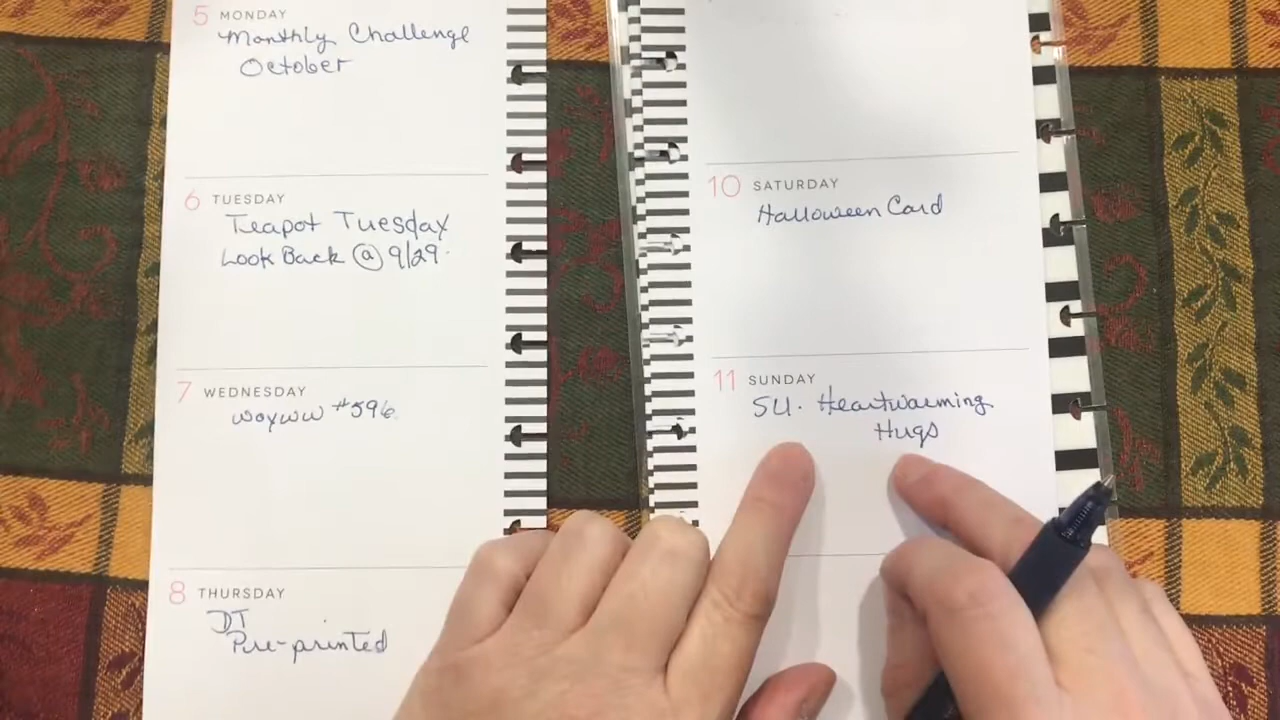 5 MONDAY
Monthly Challenge
October
6 TUESDAY
Teapot Tuesday
Look Back @ 9/29.
7 WEDNESDAY
WOYWW #596.
8 THURSDAY
DT
Pre-printed
10 SATURDAY
Halloween Card
11 SUNDAY
SU. Heartwarming
Hugs